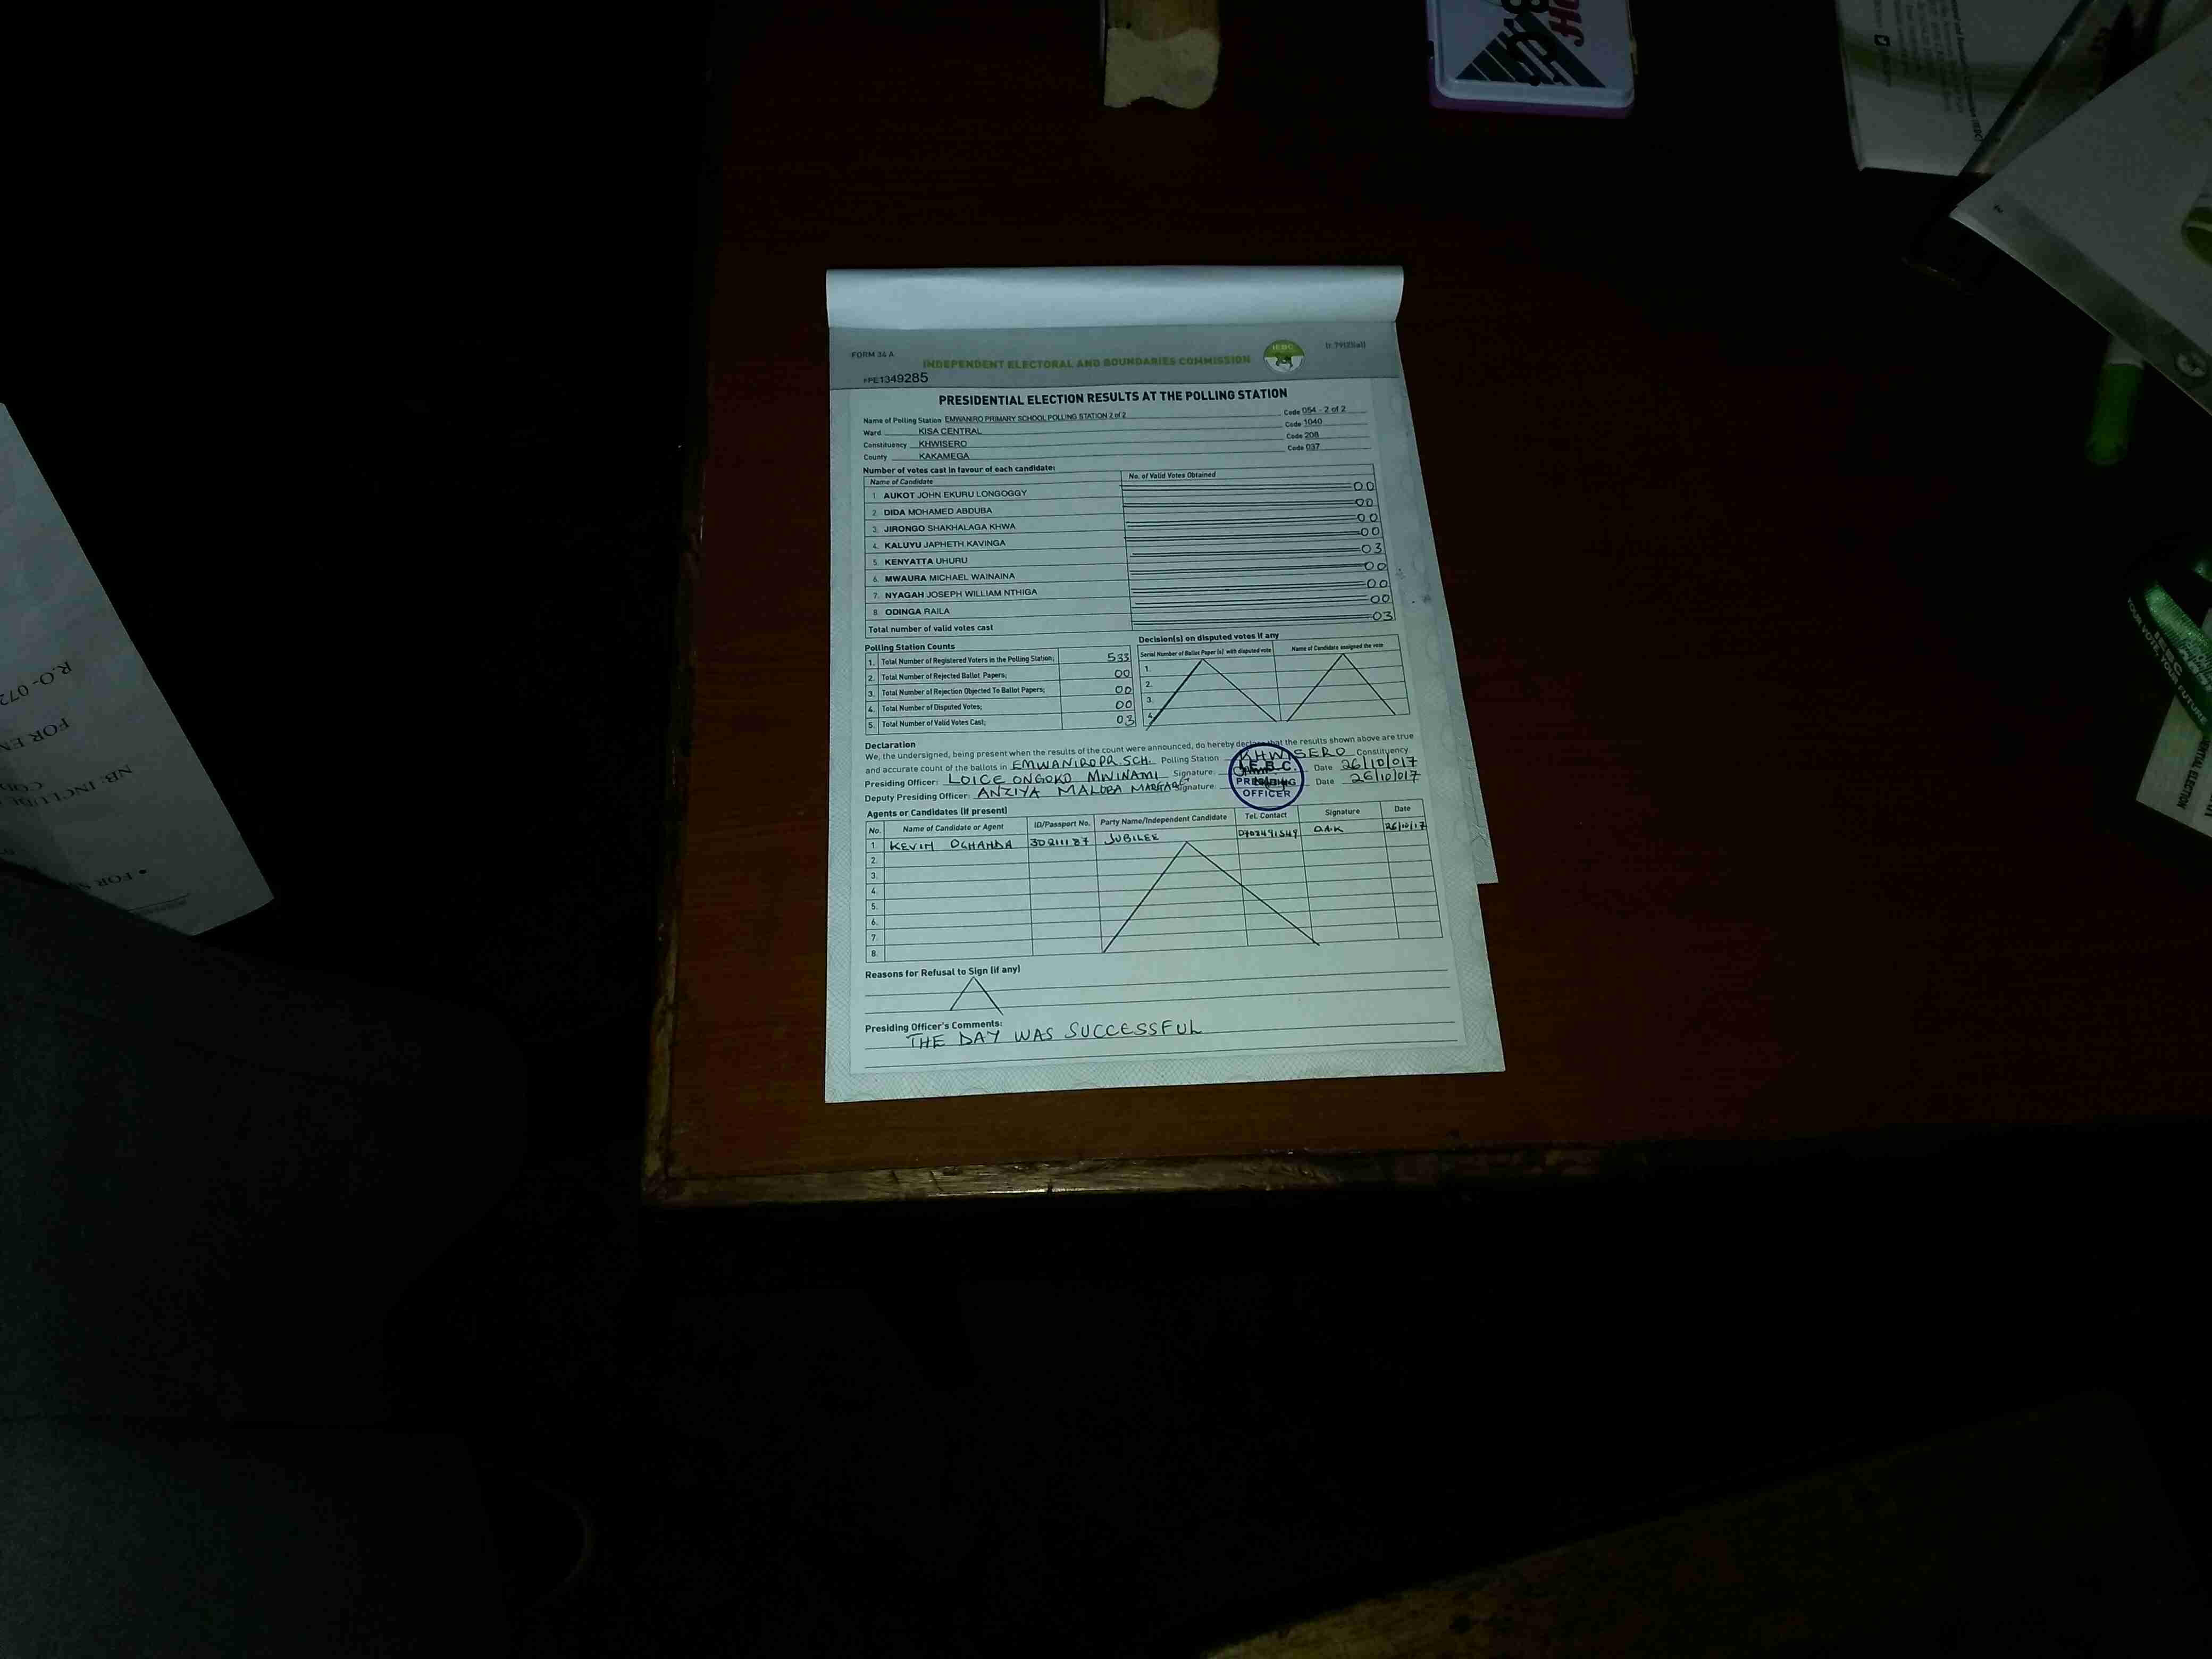 FORM 34 A
INDEPENDENT ELECTORAL AND BOUNDARIES COMMISSION
IEBC
PE1349285
PRESIDENTIAL ELECTION RESULTS AT THE POLLING STATION
Name of Polling Station EMWANIRO PRIMARY SCHOOL POLLING STATION 2 of 2 Code 054 - 2 of 2
Ward KISA CENTRAL Code 1040
Constituency KHWISERO Code 208
County KAKAMEGA Code 037
Number of votes cast in favour of each candidate:
Name of Candidate No. of Valid Votes Obtained
1. AUKOT JOHN EKURU LONGOGGY 00
2. DIDA MOHAMED ABDUBA 00
3. JIRONGO SHAKHALAGA KHWA 00
4. KALUYU JAPHETH KAVINGA 00
5. KENYATTA UHURU 03
6. MWAURA MICHAEL WAINAINA 00
7. NYAGAH JOSEPH WILLIAM NTHIGA 00
8. ODINGA RAILA 00
Total number of valid votes cast 03
Polling Station Counts
1. Total Number of Registered Voters in the Polling Station; 533
2. Total Number of Rejected Ballot Papers; 00
3. Total Number of Rejection Objected To Ballot Papers; 00
4. Total Number of Disputed Votes; 00
5. Total Number of Valid Votes Cast; 03
Decision(s) on disputed votes if any
Serial Number of Ballot Paper (s) with disputed vote Name of Candidate assigned the vote
1.
2.
3.
4.
Declaration
We, the undersigned, being present when the results of the count were announced, do hereby declare that the results shown above are true
and accurate count of the ballots in EMWANIRO PR. SCH. Polling Station KHWISERO Constituency
Presiding Officer: LOICE ONGOKO MWINAMI Signature: Date 26/10/017
Deputy Presiding Officer: ANZIYA MALOBA Signature: Date 26/10/017
I.E.B.C.
PRESIDING
OFFICER
Agents or Candidates (if present)
No. Name of Candidate or Agent ID/Passport No. Party Name/Independent Candidate Tel. Contact Signature Date
1 KEVIN OCHANDA JUBILEE 26/10/17
2.
3.
4.
5.
6.
7
8.
Reasons for Refusal to Sign (if any)
Presiding Officer's Comments:
THE DAY WAS SUCCESSFUL
R.O-072
NB: INCLUDE
YOUR VOTE, YOUR FUTURE
IEBC